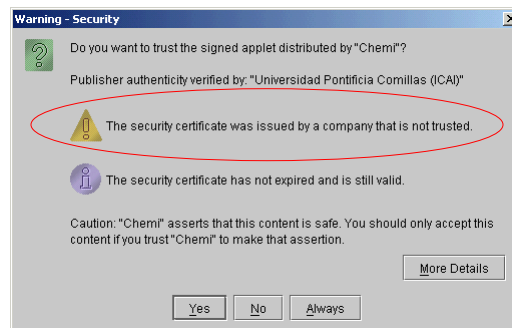 Warning - Security
Do you want to trust the signed applet distributed by "Chemi"?
Publisher authenticity verified by: "Universidad Pontificia Comillas (ICAI)"
The security certificate was issued by a company that is not trusted.
The security certificate has not expired and is still valid.
Caution: "Chemi" asserts that this content is safe. You should only accept this
content if you trust "Chemi" to make that assertion.
More Details
Yes No Always